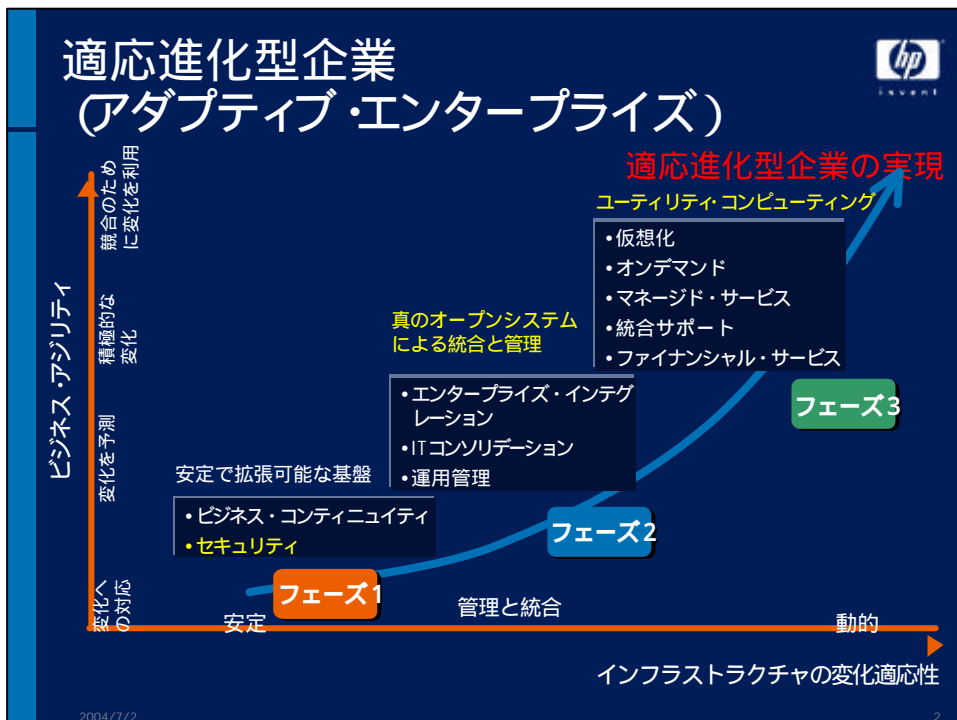 適応進化型企業
(アダプティブ・エンタープライズ)
hp
invent
適応進化型企業の実現
ユーティリティ・コンピューティング
•仮想化
•オンデマンド
•マネージド・サービス
•統合サポート
•ファイナンシャル・サービス
フェーズ3
真のオープンシステム
による統合と管理
•エンタープライズ・インテグ
レーション
•ITコンソリデーション
•運用管理
フェーズ2
安定で拡張可能な基盤
•ビジネス・コンティニュイティ
•セキュリティ
フェーズ1
ビジネス・アジリティ
競合のため
に変化を利用
積極的な
変化
変化を予測
変化へ
の対応
安定
管理と統合
動的
インフラストラクチャの変化適応性
2004/7/2
2